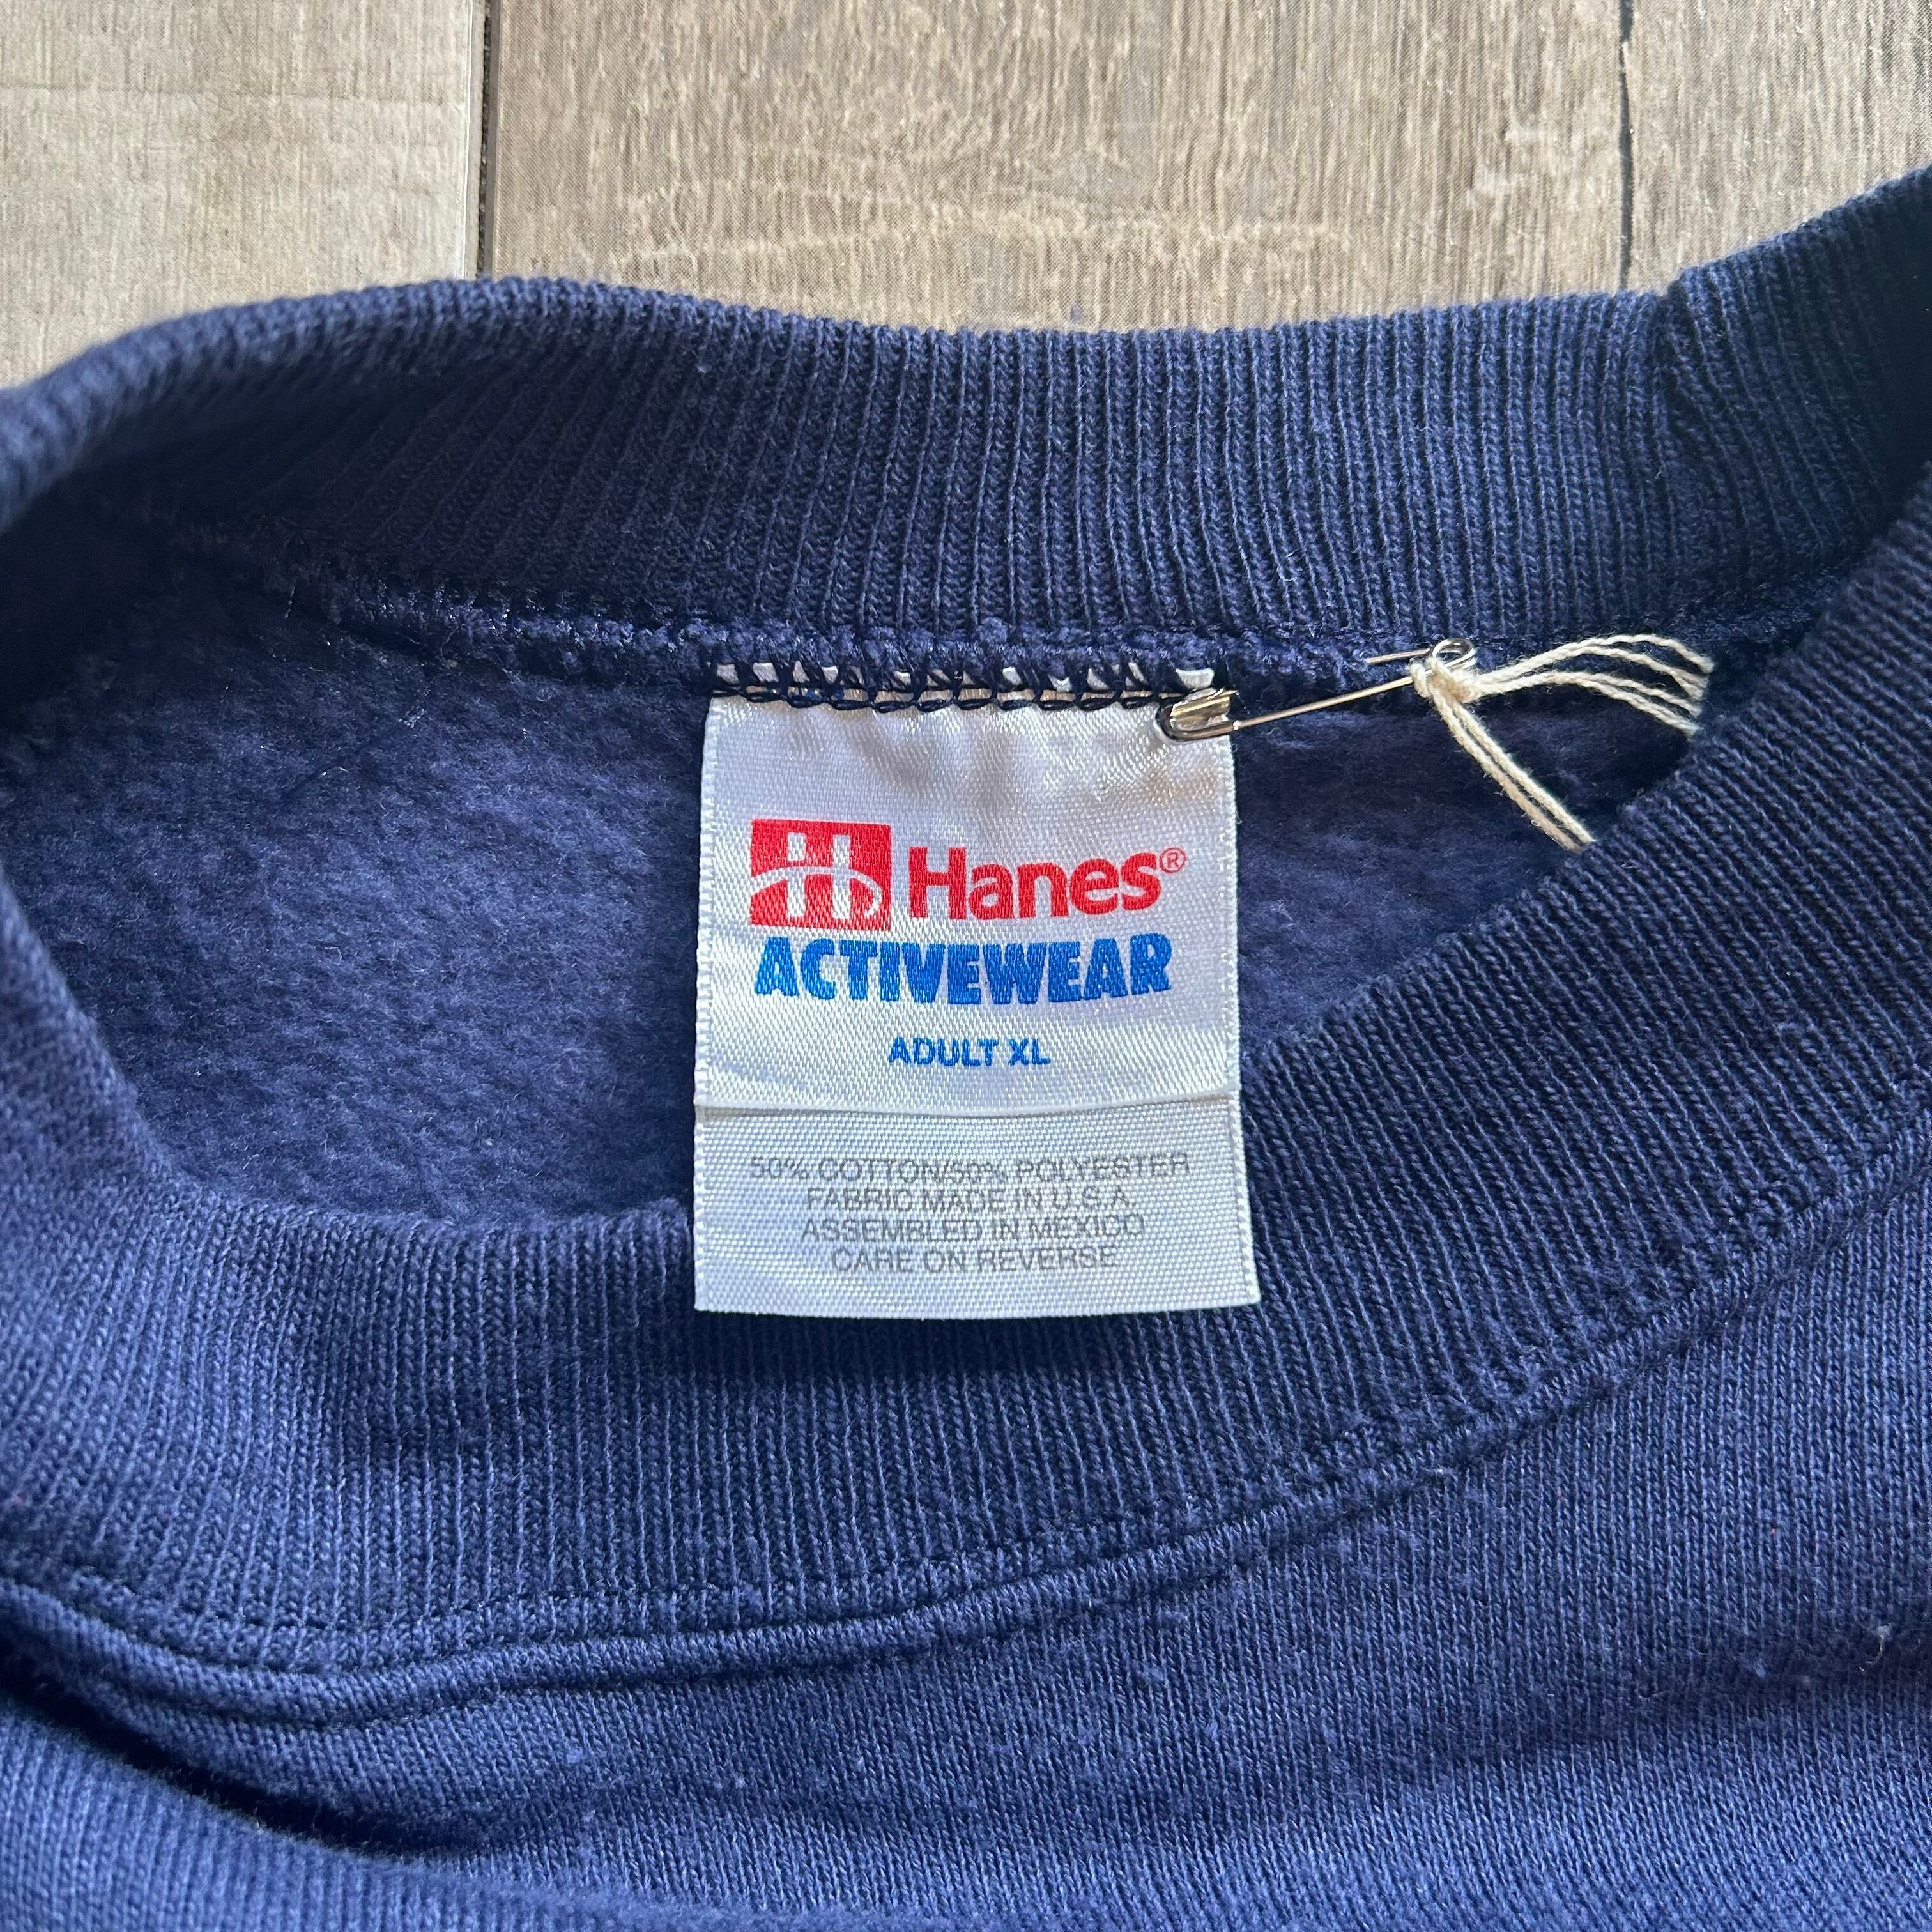 H Hanes®
ACTIVEWEAR
ADULT XL
50% COTTON/50% POLYESTER
FABRIC MADE IN U.S.A.
ASSEMBLED IN MEXICO
CARE ON REVERSE